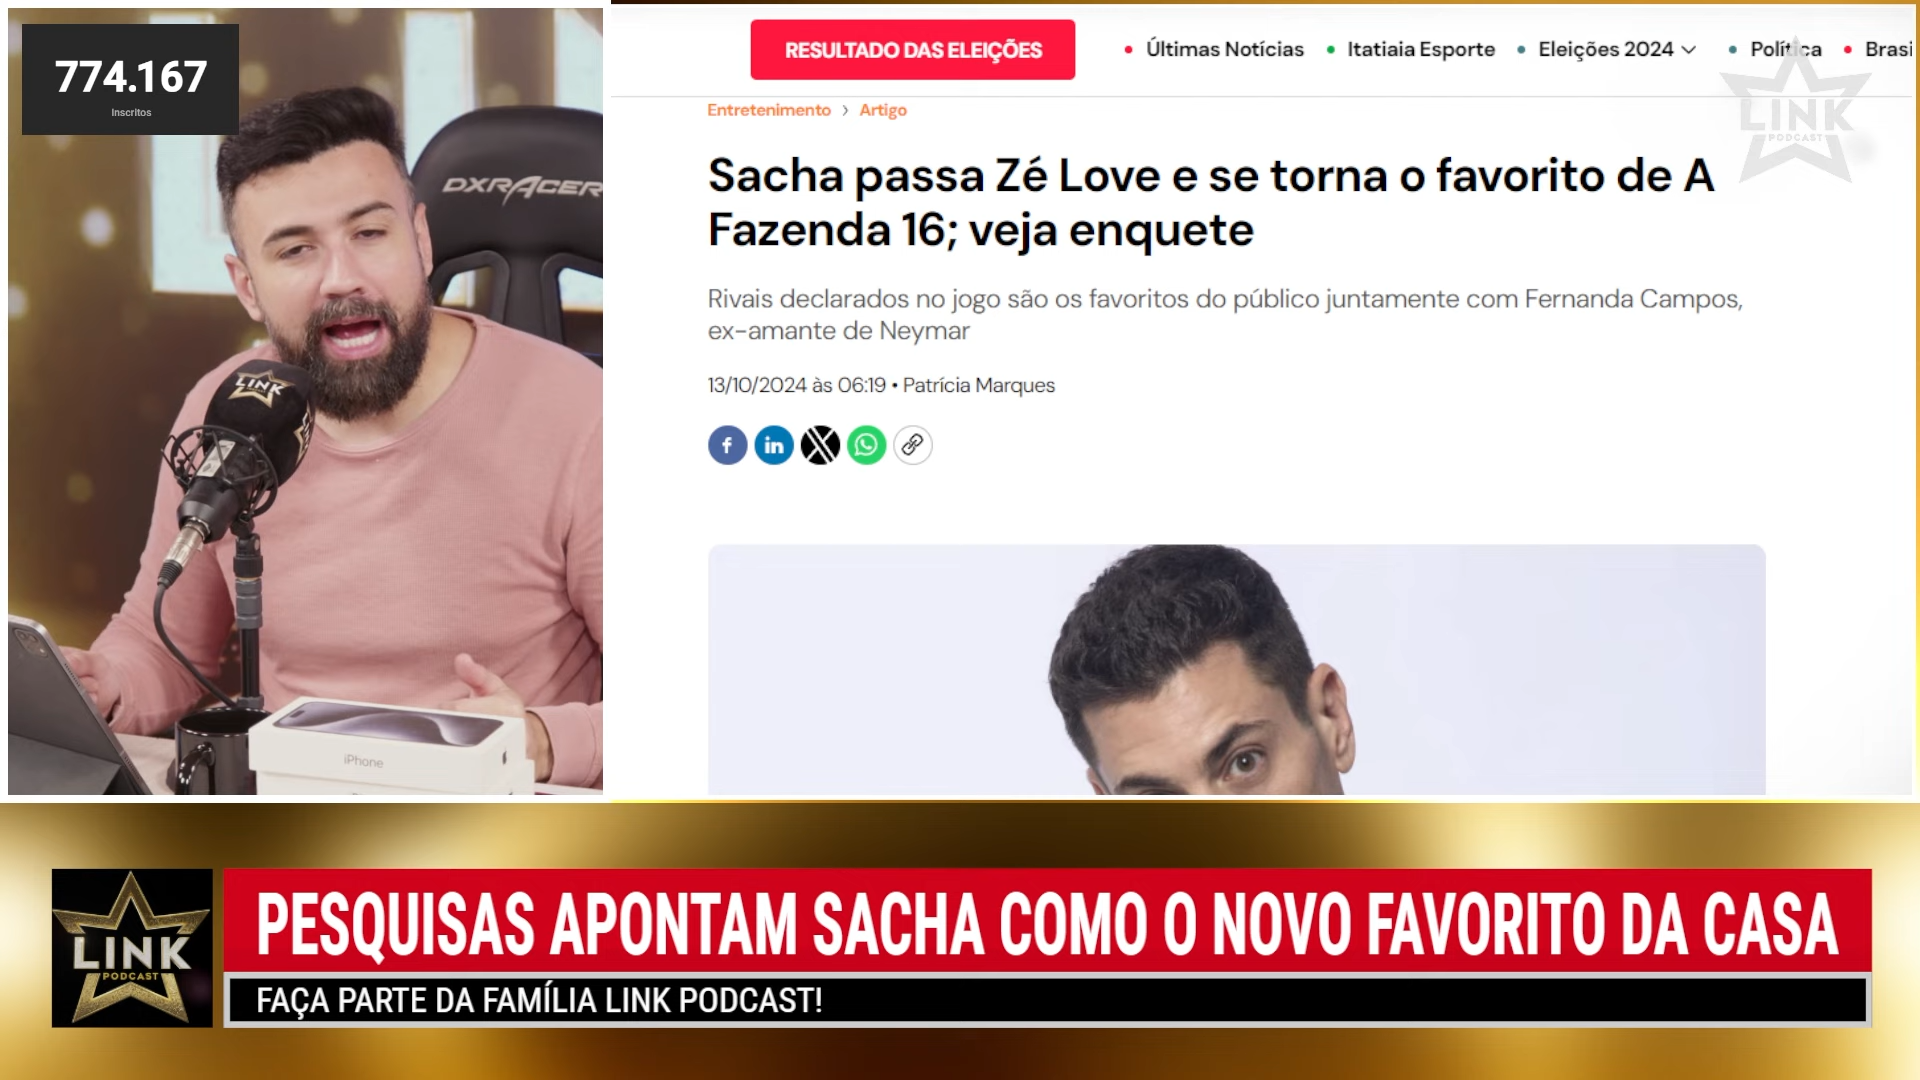 774.167
Inscritos
DXRACER
LINK
iPhone
RESULTADO DAS ELEIÇÕES
Últimas Notícias
Itatiaia Esporte
Eleições 2024
Política
Brasi
LINK
PODCAST
Entretenimento > Artigo
Sacha passa Zé Love e se torna o favorito de A
Fazenda 16; veja enquete
Rivais declarados no jogo são os favoritos do público juntamente com Fernanda Campos,
ex-amante de Neymar
13/10/2024 às 06:19 • Patrícia Marques
LINK
PODCAST
PESQUISAS APONTAM SACHA COMO O NOVO FAVORITO DA CASA
FAÇA PARTE DA FAMÍLIA LINK PODCAST!